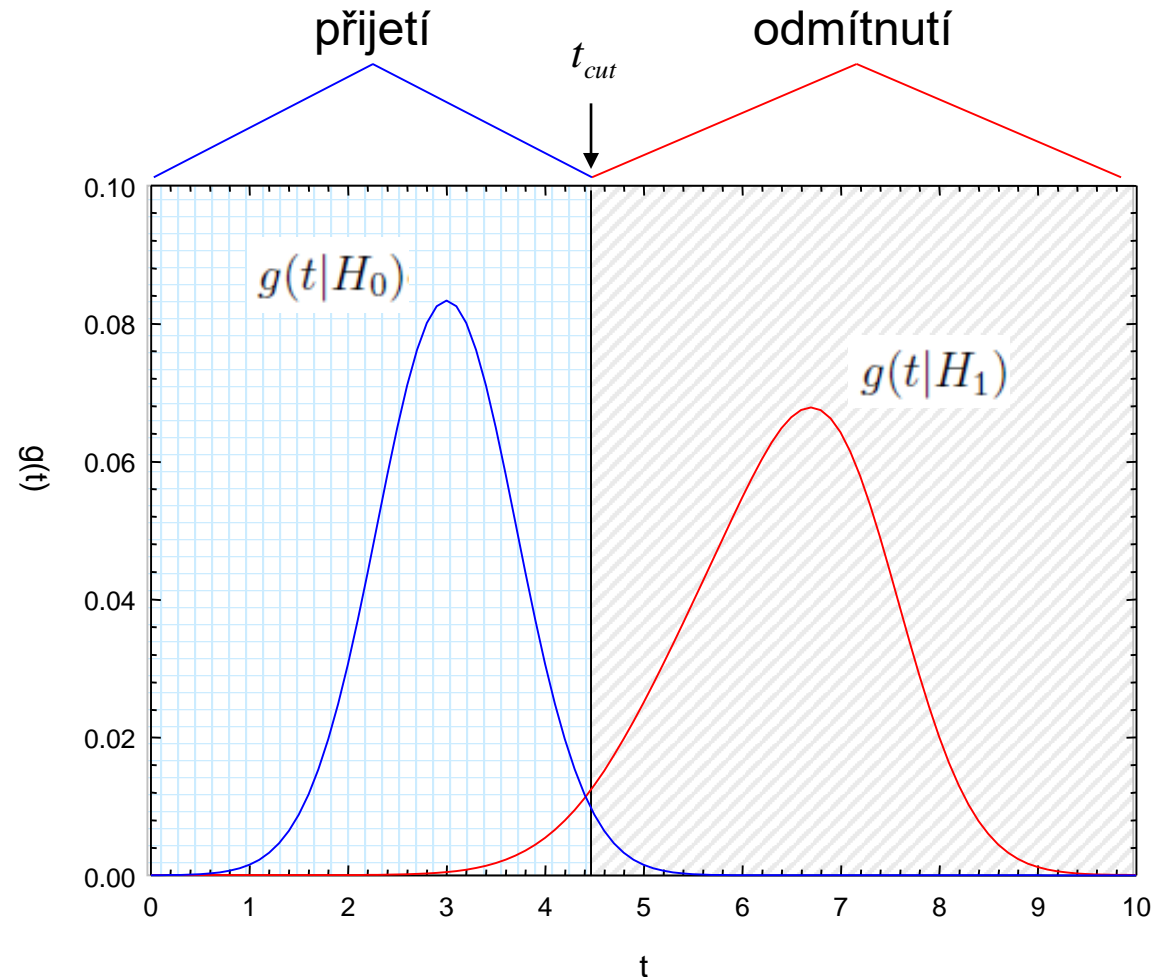 přijetí
odmítnutí
t_cut
g(t|H_0)
g(t|H_1)
g(t)
0.10
0.08
0.06
0.04
0.02
0.00
0 1 2 3 4 5 6 7 8 9 10
t